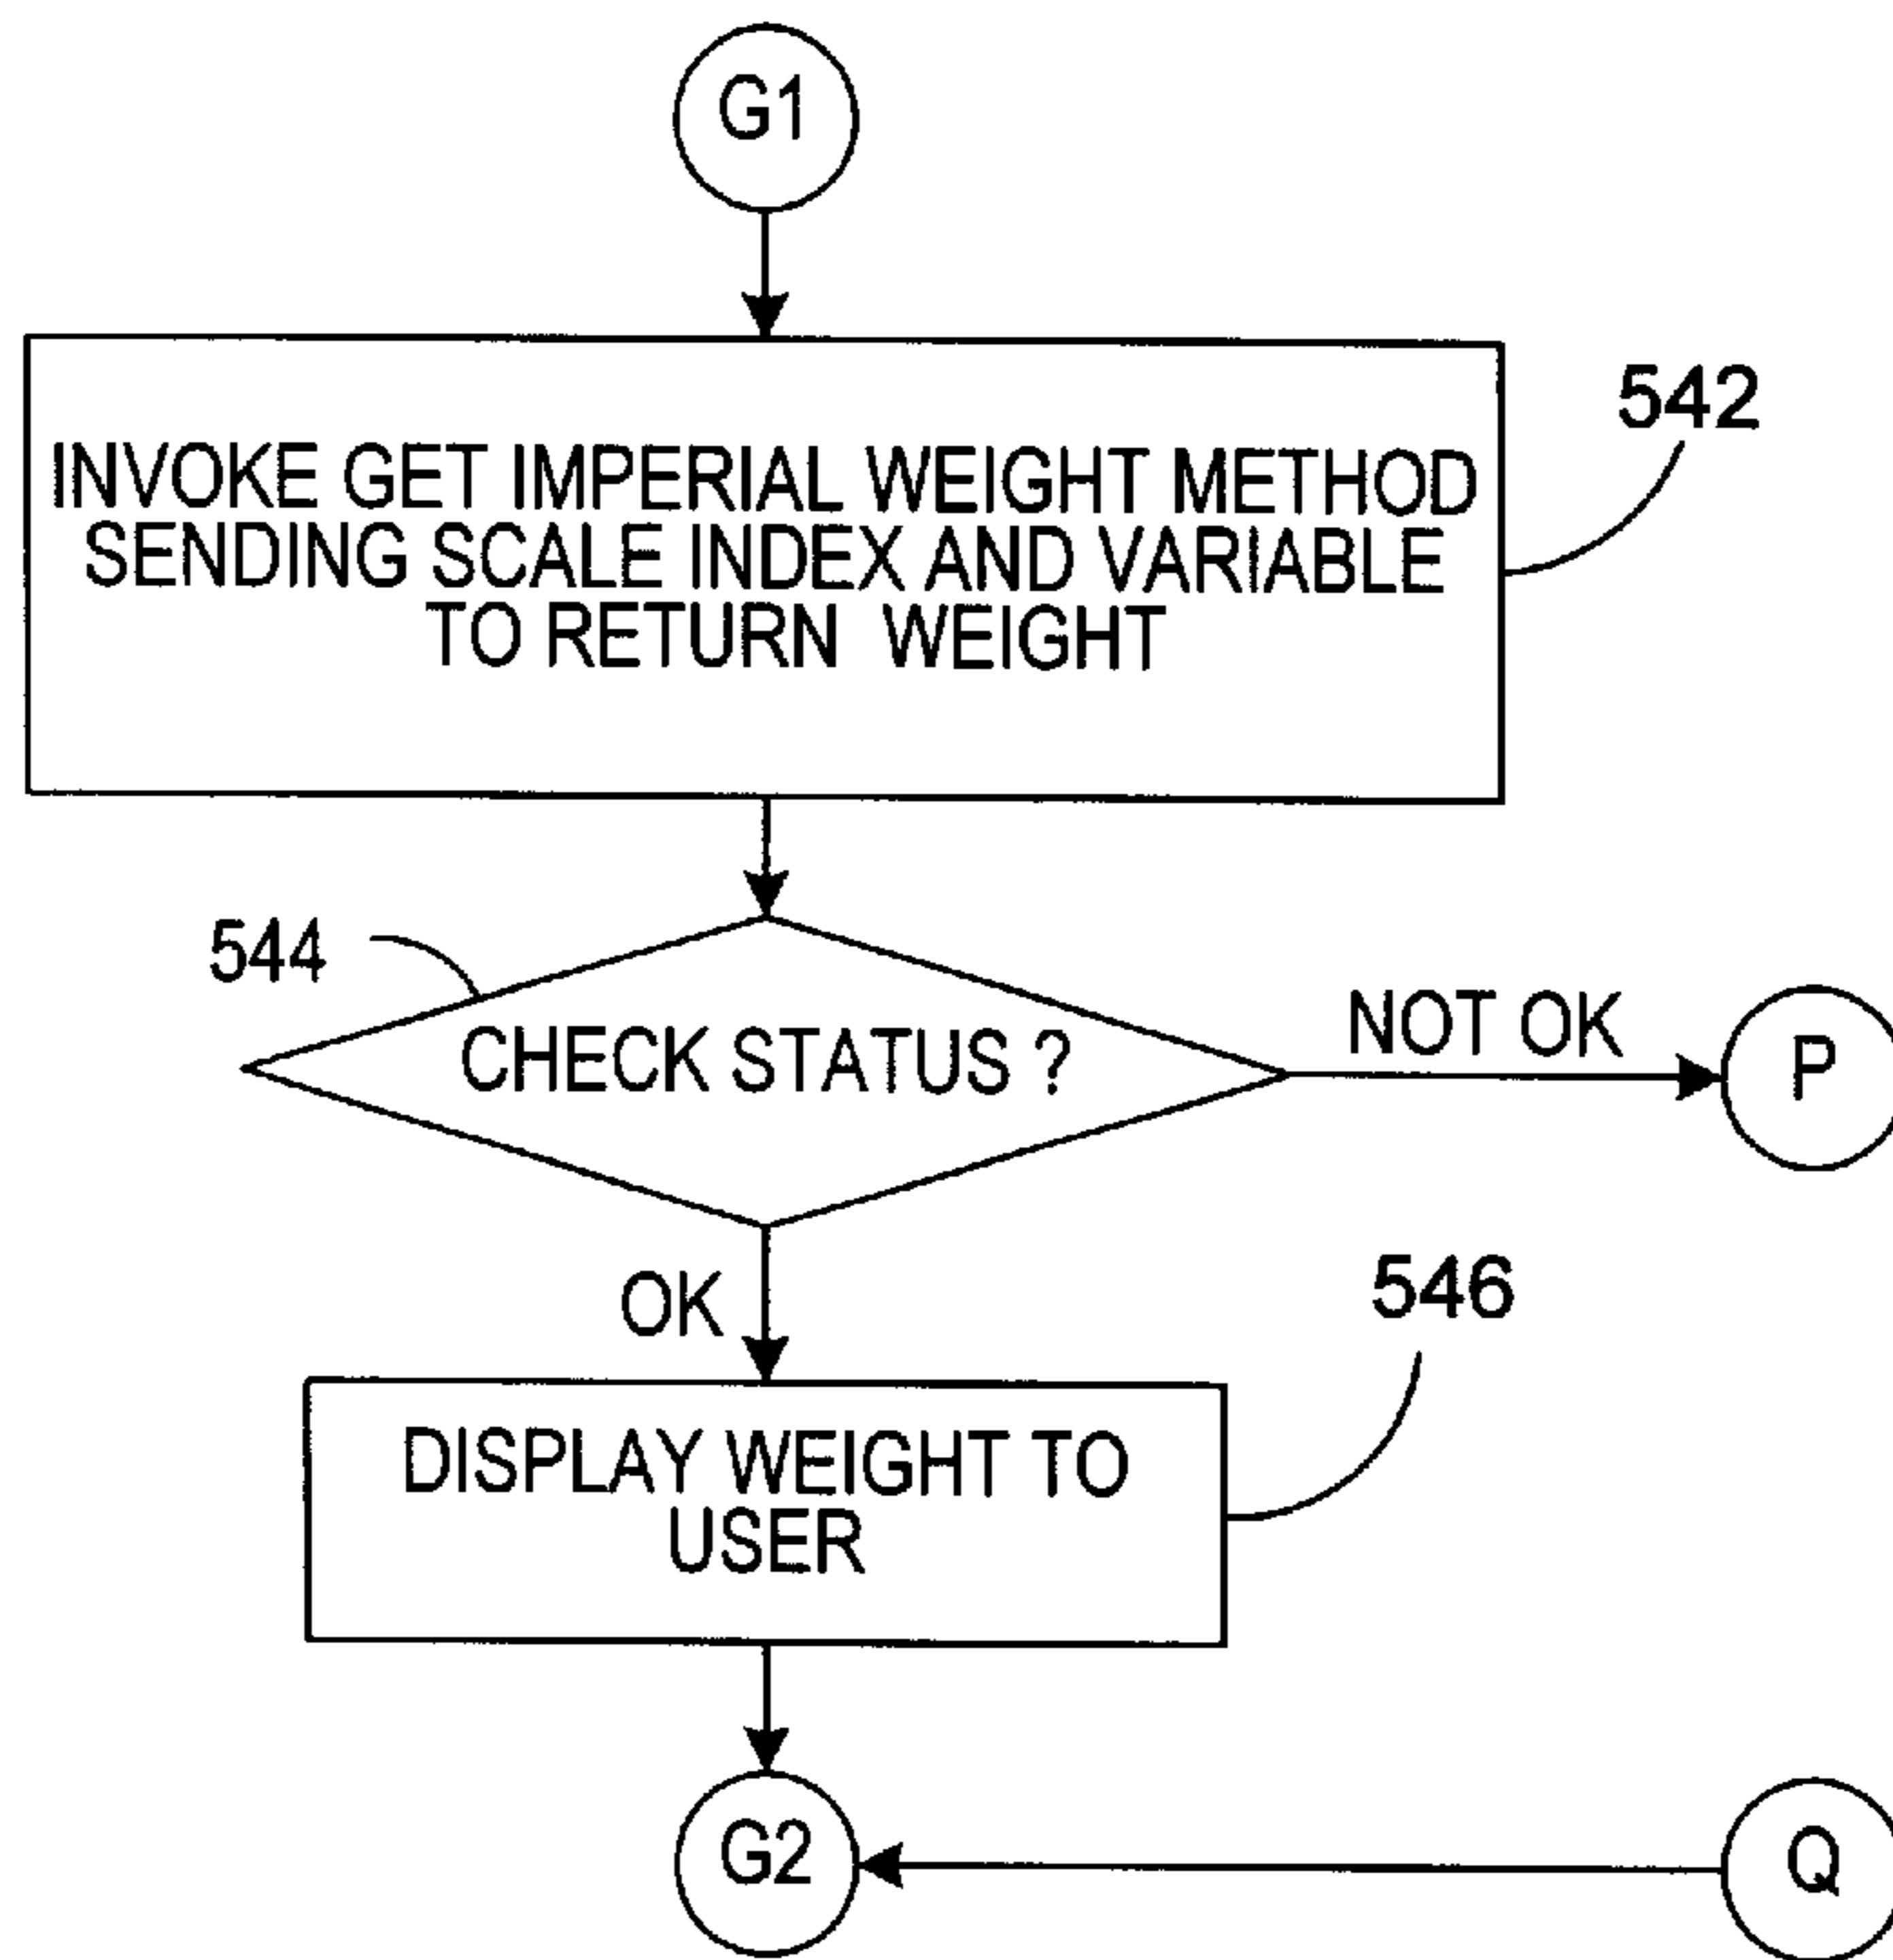 G1
542
INVOKE GET IMPERIAL WEIGHT METHOD
SENDING SCALE INDEX AND VARIABLE
TO RETURN WEIGHT
544
CHECK STATUS ?
NOT OK
P
OK
546
DISPLAY WEIGHT TO
USER
G2
Q